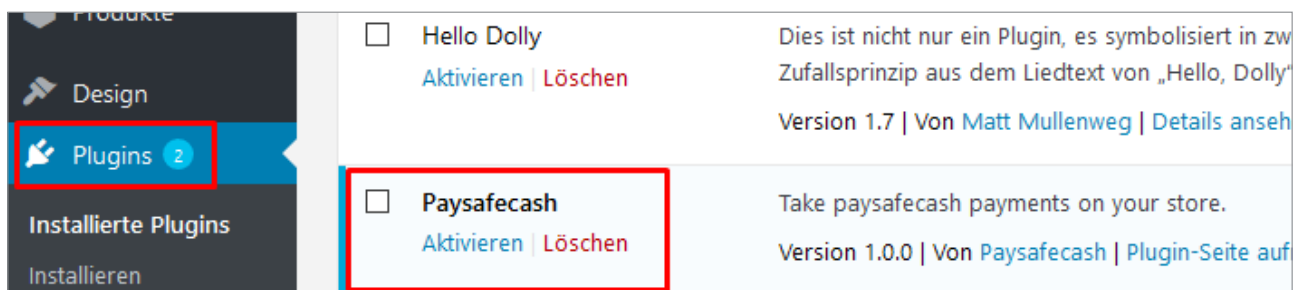 Produkte
Design
Plugins 2
Installierte Plugins
Installieren
Hello Dolly
Aktivieren | Löschen
Dies ist nicht nur ein Plugin, es symbolisiert in zw
Zufallsprinzip aus dem Liedtext von „Hello, Dolly“
Version 1.7 | Von Matt Mullenweg | Details anseh
Paysafecash
Aktivieren | Löschen
Take paysafecash payments on your store.
Version 1.0.0 | Von Paysafecash | Plugin-Seite auf